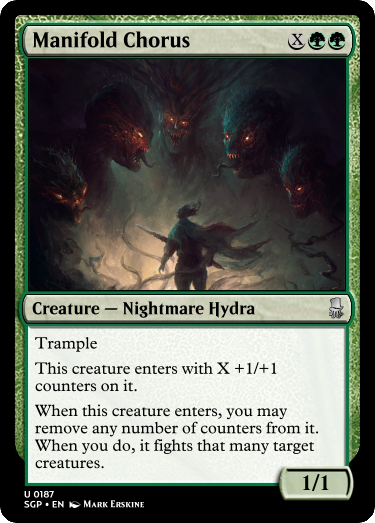 Manifold Chorus X
Creature — Nightmare Hydra
Trample
This creature enters with X +1/+1
counters on it.
When this creature enters, you may
remove any number of counters from it.
When you do, it fights that many target
creatures.
1/1
U 0187
SGP • EN Mark Erskine